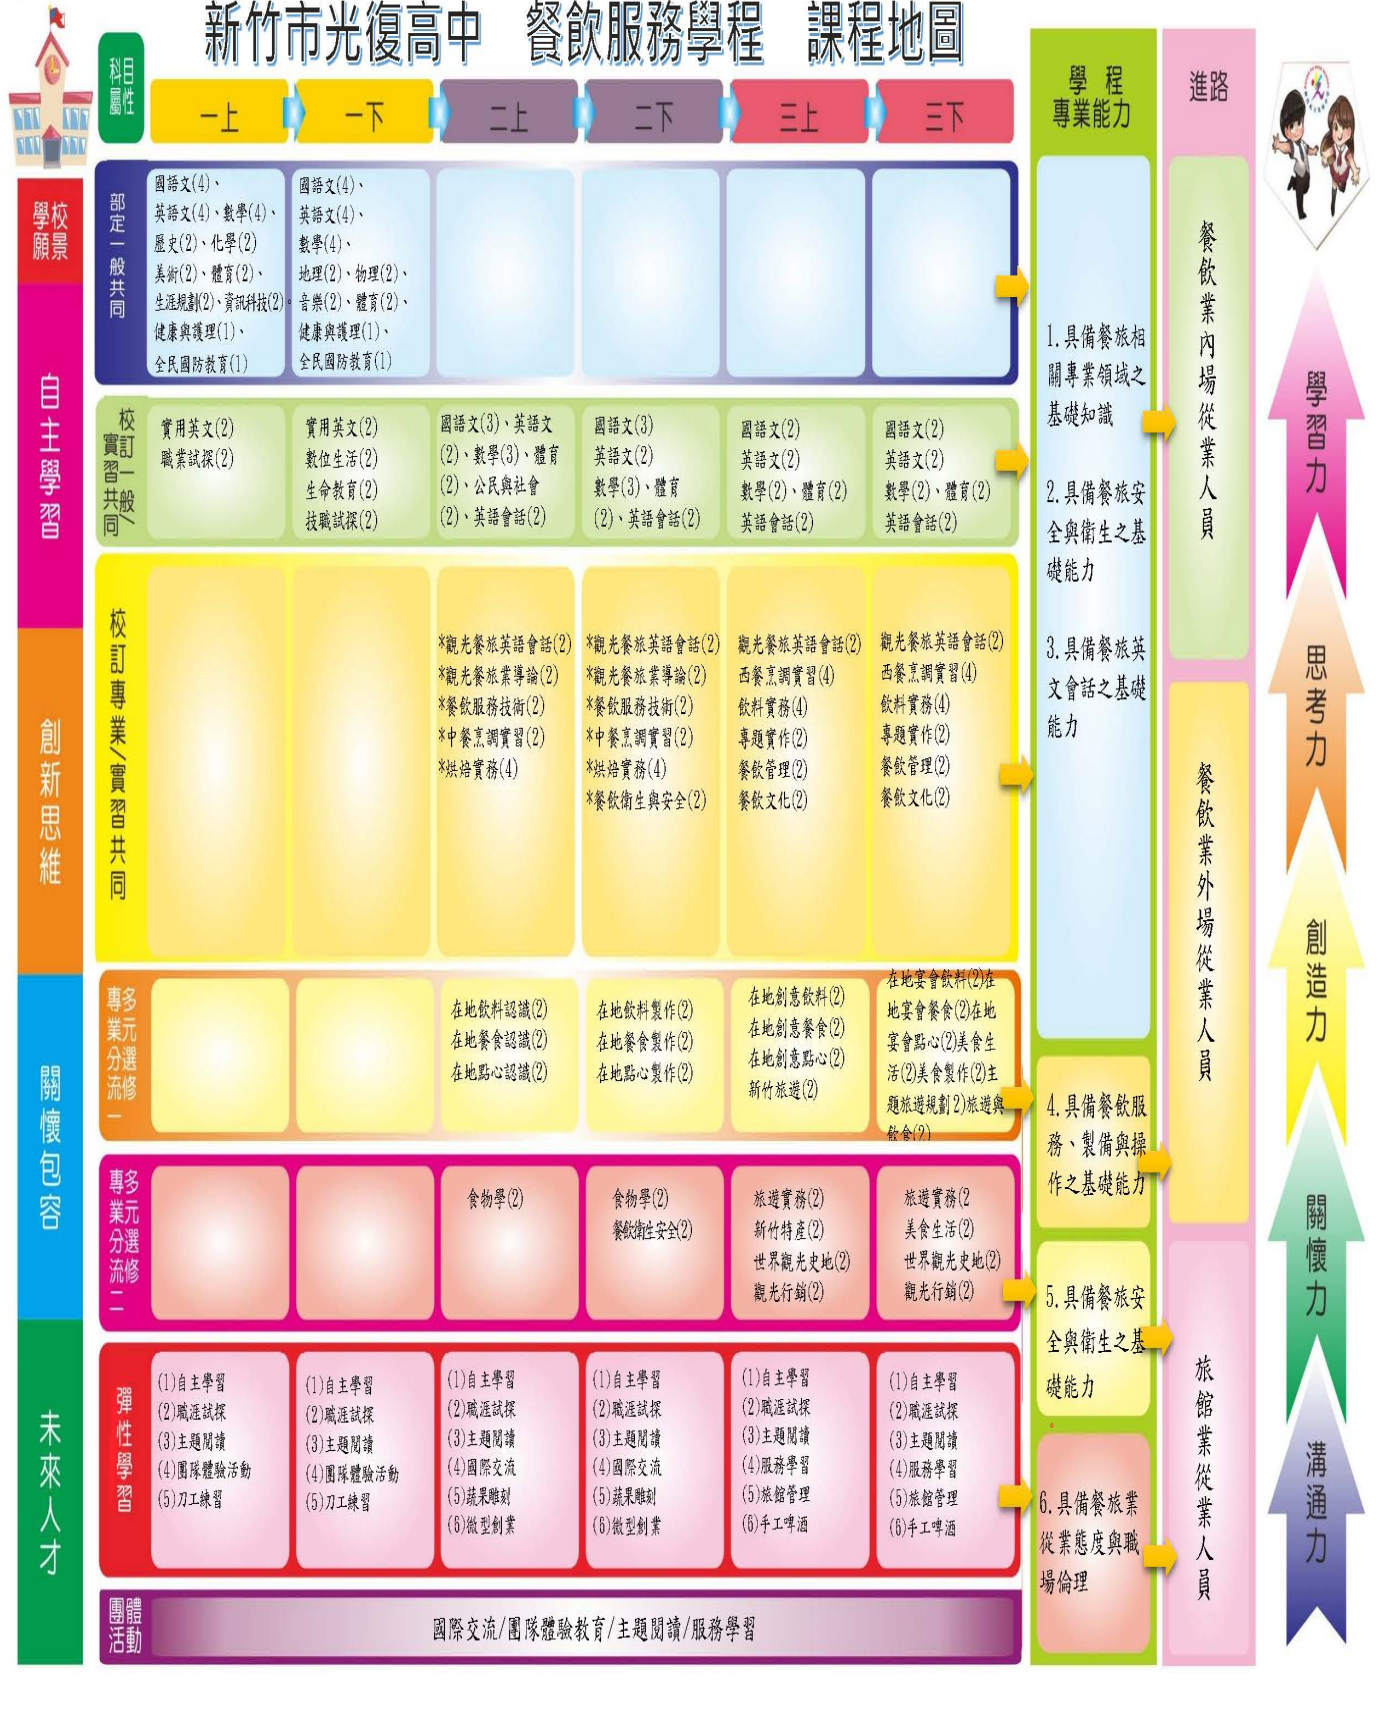 新竹市光復高中　餐飲服務學程　課程地圖
科目
屬性
一上
一下
二上
二下
三上
三下
學校
願景
自主學習
創新思維
關懷包容
未來人才
部定一般共同
國語文(4)、
英語文(4)、數學(4)、
歷史(2)、化學(2)
美術(2)、體育(2)、
生涯規劃(2)、資訊科技(2)。
健康與護理(1)、
全民國防教育(1)
國語文(4)、
英語文(4)、
數學(4)、
地理(2)、物理(2)、
音樂(2)、體育(2)、
健康與護理(1)、
全民國防教育(1)
校訂一般/
實習共同
實用英文(2)
職業試探(2)
實用英文(2)
數位生活(2)
生命教育(2)
技職試探(2)
國語文(3)、英語文
(2)、數學(3)、體育
(2)、公民與社會
(2)、英語會話(2)
國語文(3)
英語文(2)
數學(3)、體育
(2)、英語會話(2)
國語文(2)
英語文(2)
數學(2)、體育(2)
英語會話(2)
國語文(2)
英語文(2)
數學(2)、體育(2)
英語會話(2)
校訂專業/實習共同
*觀光餐旅英語會話(2)
*觀光餐旅業導論(2)
*餐飲服務技術(2)
*中餐烹調實習(2)
*烘焙實務(4)
*觀光餐旅英語會話(2)
*觀光餐旅業導論(2)
*餐飲服務技術(2)
*中餐烹調實習(2)
*烘焙實務(4)
*餐飲衛生與安全(2)
觀光餐旅英語會話(2)
西餐烹調實習(4)
飲料實務(4)
專題實作(2)
餐飲管理(2)
餐飲文化(2)
觀光餐旅英語會話(2)
西餐烹調實習(4)
飲料實務(4)
專題實作(2)
餐飲管理(2)
餐飲文化(2)
多元選修
專業分流一
在地飲料認識(2)
在地餐食認識(2)
在地點心認識(2)
在地飲料製作(2)
在地餐食製作(2)
在地點心製作(2)
在地創意飲料(2)
在地創意餐食(2)
在地創意點心(2)
新竹旅遊(2)
在地宴會飲料(2)在
地宴會餐食(2)在地
宴會點心(2)美食生
活(2)美食製作(2)主
題旅遊規劃2)旅遊與
飲食(2)
多元選修
專業分流二
食物學(2)
食物學(2)
餐飲衛生安全(2)
旅遊實務(2)
新竹特產(2)
世界觀光史地(2)
觀光行銷(2)
旅遊實務(2
美食生活(2)
世界觀光史地(2)
觀光行銷(2)
彈性學習
(1)自主學習
(2)職涯試探
(3)主題閱讀
(4)團隊體驗活動
(5)刀工練習
(1)自主學習
(2)職涯試探
(3)主題閱讀
(4)團隊體驗活動
(5)刀工練習
(1)自主學習
(2)職涯試探
(3)主題閱讀
(4)國際交流
(5)蔬果雕刻
(6)微型創業
(1)自主學習
(2)職涯試探
(3)主題閱讀
(4)國際交流
(5)蔬果雕刻
(6)微型創業
(1)自主學習
(2)職涯試探
(3)主題閱讀
(4)服務學習
(5)旅館管理
(6)手工啤酒
(1)自主學習
(2)職涯試探
(3)主題閱讀
(4)服務學習
(5)旅館管理
(6)手工啤酒
團體
活動
國際交流/團隊體驗教育/主題閱讀/服務學習
學　程
專業能力
1.具備餐旅相
關專業領域之
基礎知識
2.具備餐旅安
全與衛生之基
礎能力
3.具備餐旅英
文會話之基礎
能力
4.具備餐飲服
務、製備與操
作之基礎能力
5.具備餐旅安
全與衛生之基
礎能力
6.具備餐旅業
從業態度與職
場倫理
進路
餐飲業內場從業人員
餐飲業外場從業人員
旅館業從業人員
學習力
思考力
創造力
關懷力
溝通力